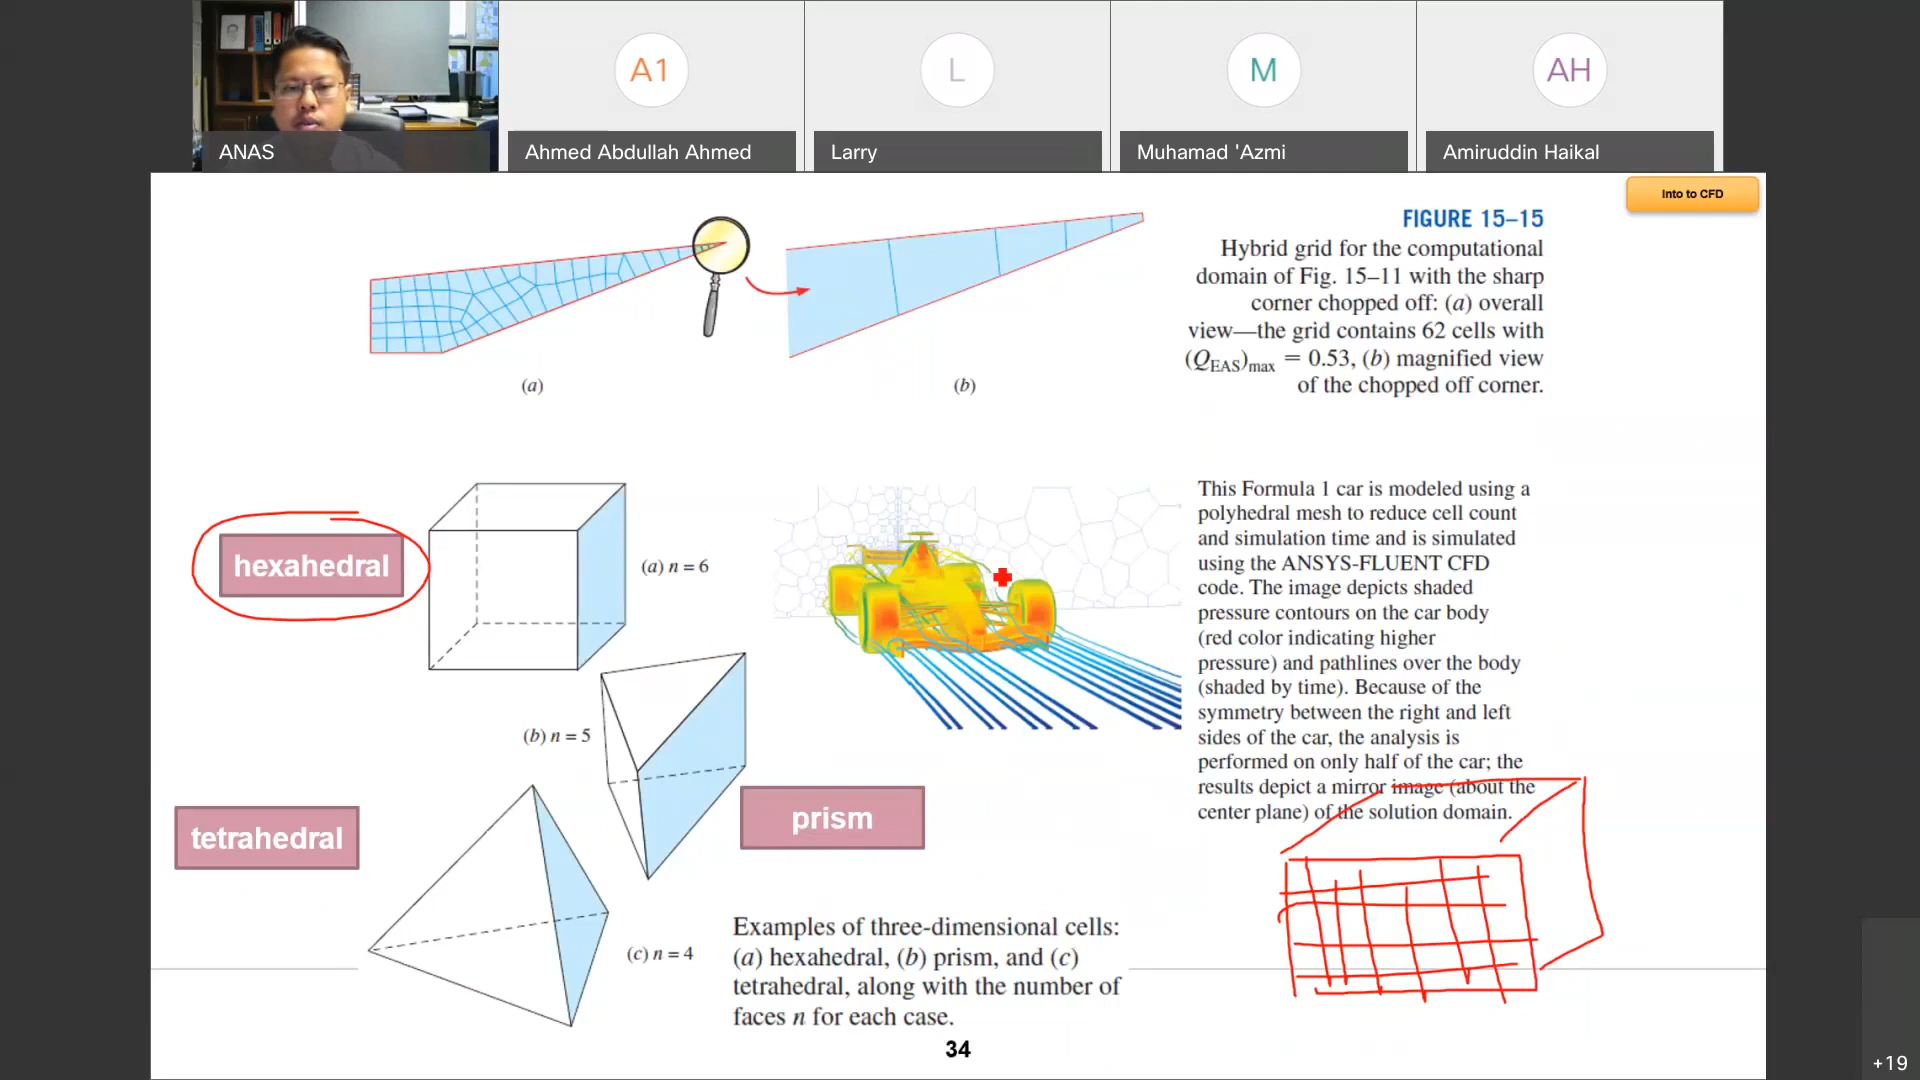 A1
L
M
AH
ANAS
Ahmed Abdullah Ahmed
Larry
Muhamad 'Azmi
Amiruddin Haikal
Into to CFD
FIGURE 15–15
Hybrid grid for the computational
domain of Fig. 15–11 with the sharp
corner chopped off: (a) overall
view—the grid contains 62 cells with
(QEAS)max = 0.53, (b) magnified view
of the chopped off corner.
(a)
(b)
hexahedral
(a) n = 6
(b) n = 5
prism
tetrahedral
(c) n = 4
This Formula 1 car is modeled using a
polyhedral mesh to reduce cell count
and simulation time and is simulated
using the ANSYS-FLUENT CFD
code. The image depicts shaded
pressure contours on the car body
(red color indicating higher
pressure) and pathlines over the body
(shaded by time). Because of the
symmetry between the right and left
sides of the car, the analysis is
performed on only half of the car; the
results depict a mirror image (about the
center plane) of the solution domain.
Examples of three-dimensional cells:
(a) hexahedral, (b) prism, and (c)
tetrahedral, along with the number of
faces n for each case.
34
+19